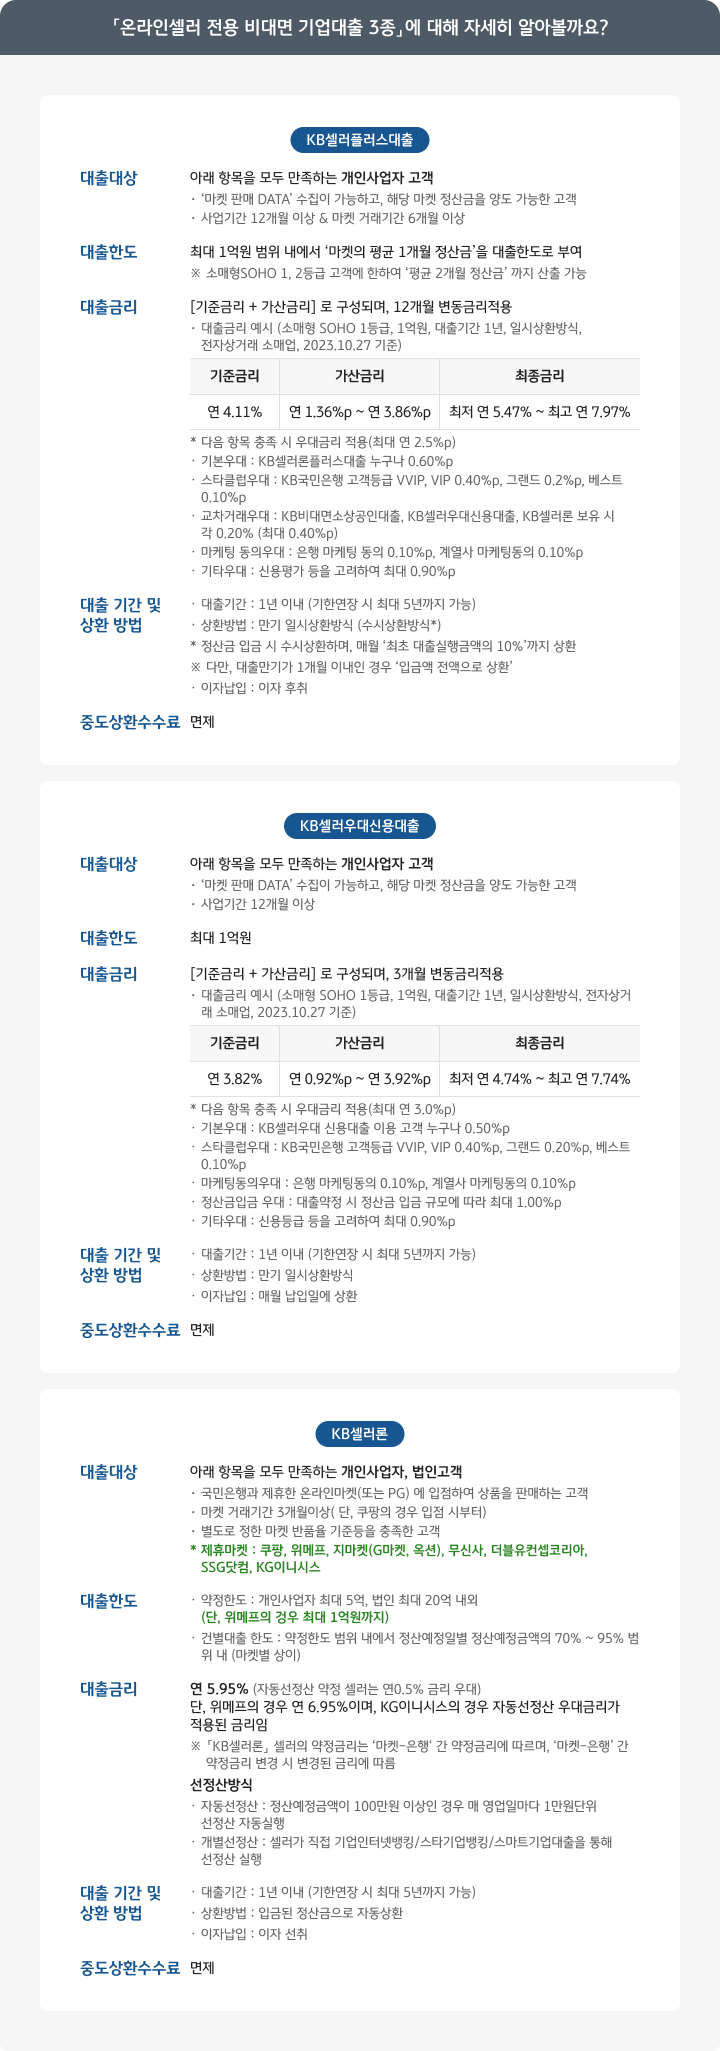 「온라인셀러 전용 비대면 기업대출 3종」에 대해 자세히 알아볼까요?
KB셀러플러스대출
대출대상
아래 항목을 모두 만족하는 개인사업자 고객
· ‘마켓 판매 DATA’ 수집이 가능하고, 해당 마켓 정산금을 양도 가능한 고객
· 사업기간 12개월 이상 & 마켓 거래기간 6개월 이상
대출한도
최대 1억원 범위 내에서 ‘마켓의 평균 1개월 정산금’을 대출한도로 부여
※ 소매형SOHO 1, 2등급 고객에 한하여 ‘평균 2개월 정산금’ 까지 산출 가능
대출금리
[기준금리 + 가산금리] 로 구성되며, 12개월 변동금리적용
· 대출금리 예시 (소매형 SOHO 1등급, 1억원, 대출기간 1년, 일시상환방식,
전자상거래 소매업, 2023.10.27 기준)
기준금리 가산금리 최종금리
연 4.11% 연 1.36%p ~ 연 3.86%p 최저 연 5.47% ~ 최고 연 7.97%
* 다음 항목 충족 시 우대금리 적용(최대 연 2.5%p)
· 기본우대 : KB셀러론플러스대출 누구나 0.60%p
· 스타클럽우대 : KB국민은행 고객등급 VVIP, VIP 0.40%p, 그랜드 0.2%p, 베스트
0.10%p
· 교차거래우대 : KB비대면소상공인대출, KB셀러우대신용대출, KB셀러론 보유 시
각 0.20% (최대 0.40%p)
· 마케팅 동의우대 : 은행 마케팅 동의 0.10%p, 계열사 마케팅동의 0.10%p
· 기타우대 : 신용평가 등을 고려하여 최대 0.90%p
대출 기간 및
상환 방법
· 대출기간 : 1년 이내 (기한연장 시 최대 5년까지 가능)
· 상환방법 : 만기 일시상환방식 (수시상환방식*)
* 정산금 입금 시 수시상환하며, 매월 ‘최초 대출실행금액의 10%’까지 상환
※ 다만, 대출만기가 1개월 이내인 경우 ‘입금액 전액으로 상환’
· 이자납입 : 이자 후취
중도상환수수료 면제
KB셀러우대신용대출
대출대상
아래 항목을 모두 만족하는 개인사업자 고객
· ‘마켓 판매 DATA’ 수집이 가능하고, 해당 마켓 정산금을 양도 가능한 고객
· 사업기간 12개월 이상
대출한도
최대 1억원
대출금리
[기준금리 + 가산금리] 로 구성되며, 3개월 변동금리적용
· 대출금리 예시 (소매형 SOHO 1등급, 1억원, 대출기간 1년, 일시상환방식, 전자상거
래 소매업, 2023.10.27 기준)
기준금리 가산금리 최종금리
연 3.82% 연 0.92%p ~ 연 3.92%p 최저 연 4.74% ~ 최고 연 7.74%
* 다음 항목 충족 시 우대금리 적용(최대 연 3.0%p)
· 기본우대 : KB셀러우대 신용대출 이용 고객 누구나 0.50%p
· 스타클럽우대 : KB국민은행 고객등급 VVIP, VIP 0.40%p, 그랜드 0.20%p, 베스트
0.10%p
· 마케팅동의우대 : 은행 마케팅동의 0.10%p, 계열사 마케팅동의 0.10%p
· 정산금입금 우대 : 대출약정 시 정산금 입금 규모에 따라 최대 1.00%p
· 기타우대 : 신용등급 등을 고려하여 최대 0.90%p
대출 기간 및
상환 방법
· 대출기간 : 1년 이내 (기한연장 시 최대 5년까지 가능)
· 상환방법 : 만기 일시상환방식
· 이자납입 : 매월 납입일에 상환
중도상환수수료 면제
KB셀러론
대출대상
아래 항목을 모두 만족하는 개인사업자, 법인고객
· 국민은행과 제휴한 온라인마켓(또는 PG) 에 입점하여 상품을 판매하는 고객
· 마켓 거래기간 3개월이상( 단, 쿠팡의 경우 입점 시부터)
· 별도로 정한 마켓 반품율 기준등을 충족한 고객
* 제휴마켓 : 쿠팡, 위메프, 지마켓(G마켓, 옥션), 무신사, 더블유컨셉코리아,
SSG닷컴, KG이니시스
대출한도
· 약정한도 : 개인사업자 최대 5억, 법인 최대 20억 내외
(단, 위메프의 겅우 최대 1억원까지)
· 건별대출 한도 : 약정한도 범위 내에서 정산예정일별 정산예정금액의 70% ~ 95% 범
위 내 (마켓별 상이)
대출금리
연 5.95% (자동선정산 약정 셀러는 연0.5% 금리 우대)
단, 위메프의 경우 연 6.95%이며, KG이니시스의 경우 자동선정산 우대금리가
적용된 금리임
※ 「KB셀러론」 셀러의 약정금리는 ‘마켓-은행‘ 간 약정금리에 따르며, ‘마켓-은행’ 간
약정금리 변경 시 변경된 금리에 따름
선정산방식
· 자동선정산 : 정산예정금액이 100만원 이상인 경우 매 영업일마다 1만원단위
선정산 자동실행
· 개별선정산 : 셀러가 직접 기업인터넷뱅킹/스타기업뱅킹/스마트기업대출을 통해
선정산 실행
대출 기간 및
상환 방법
· 대출기간 : 1년 이내 (기한연장 시 최대 5년까지 가능)
· 상환방법 : 입금된 정산금으로 자동상환
· 이자납입 : 이자 선취
중도상환수수료 면제